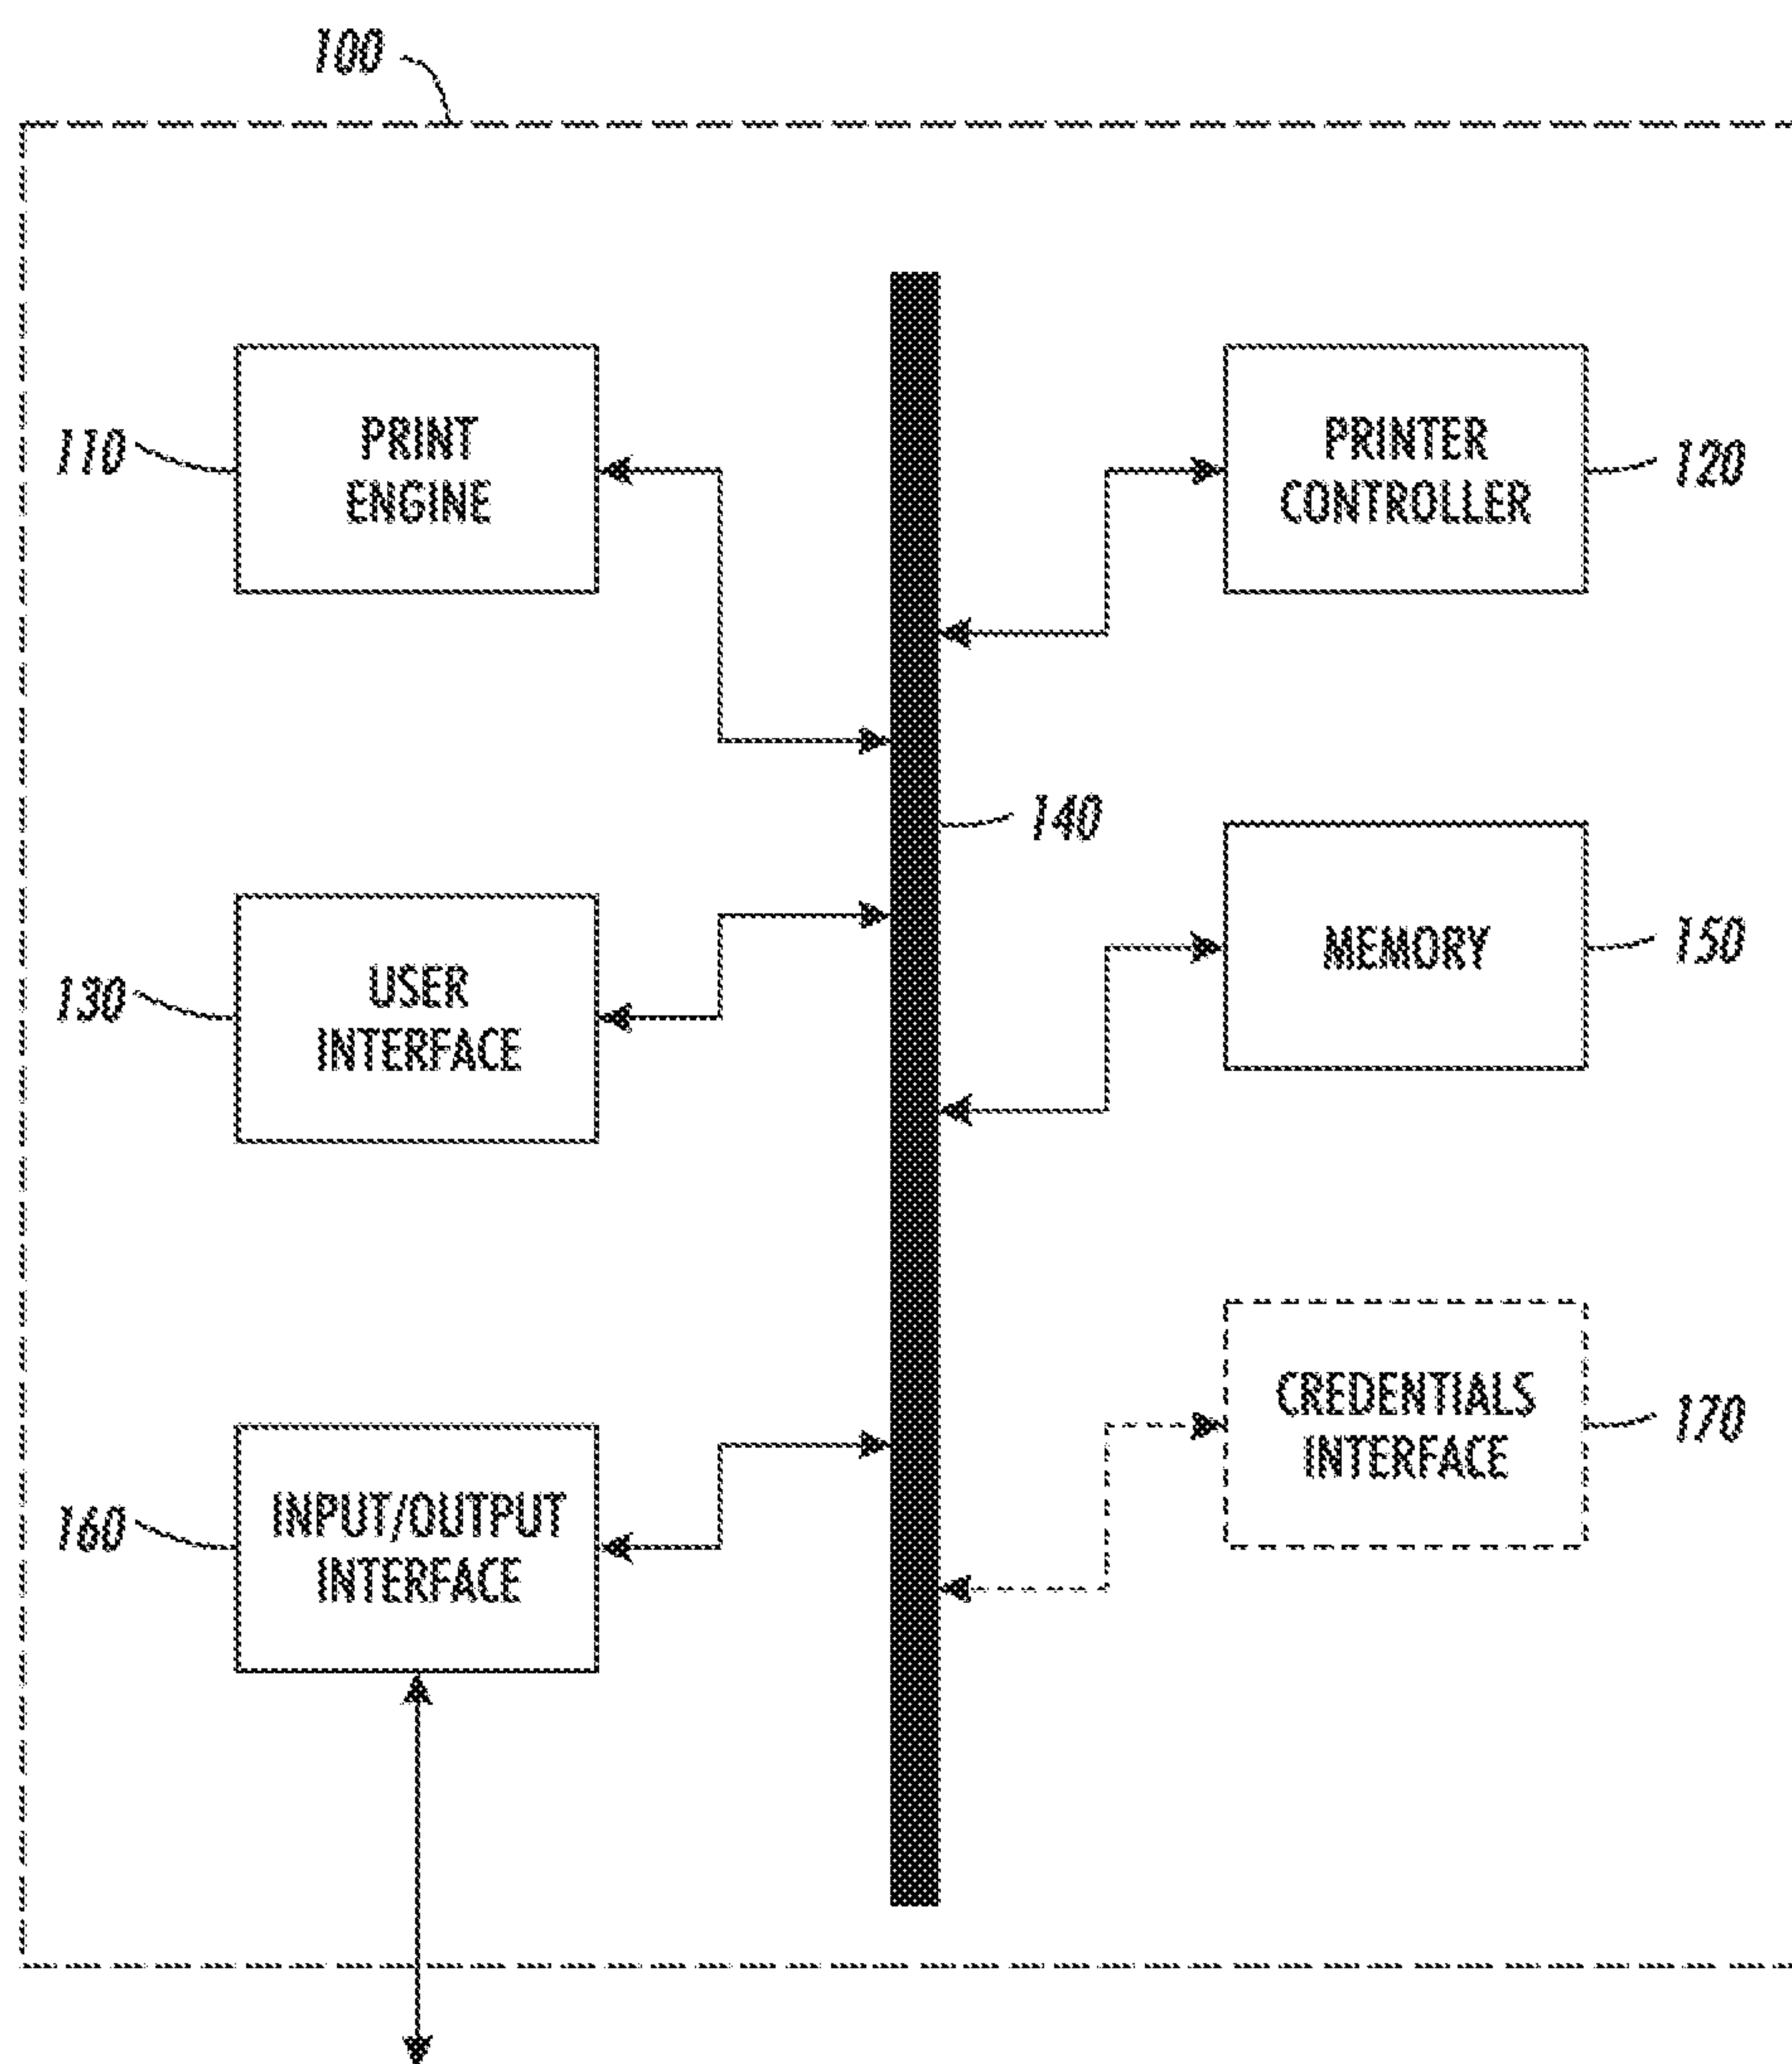 100
PRINT
ENGINE
110
PRINTER
CONTROLLER
120
140
USER
INTERFACE
130
MEMORY
150
INPUT/OUTPUT
INTERFACE
160
CREDENTIALS
INTERFACE
170